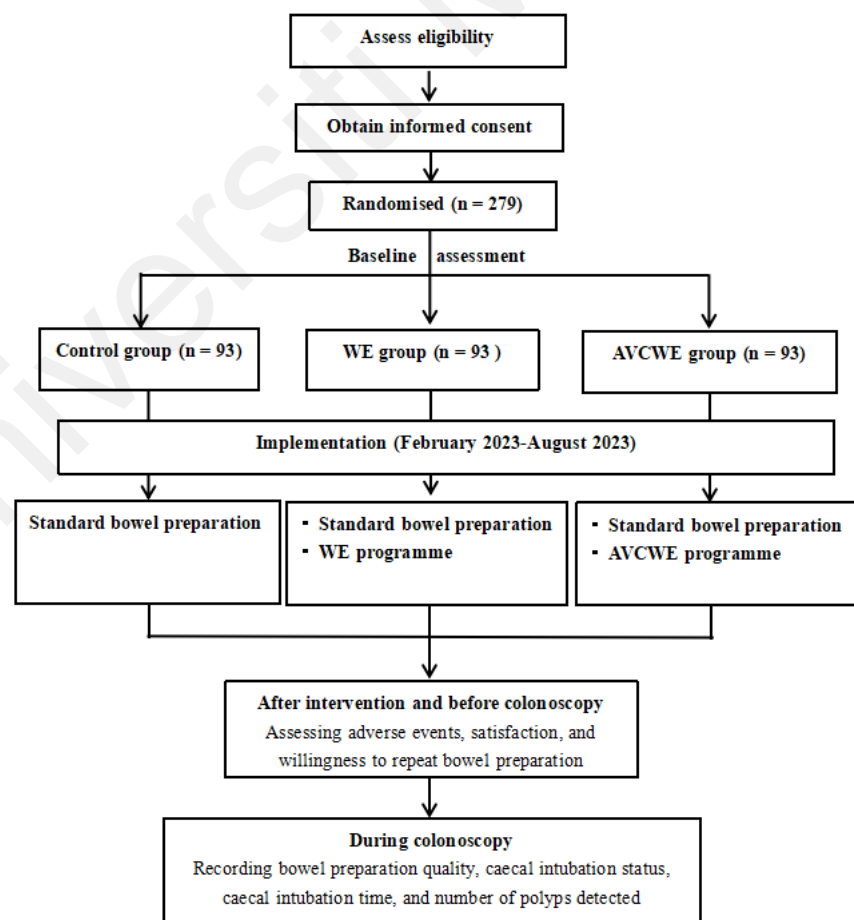 Assess eligibility
Obtain informed consent
Randomised (n = 279)
Baseline assessment
Control group (n = 93)
WE group (n = 93 )
AVCWE group (n = 93)
Implementation (February 2023-August 2023)
Standard bowel preparation
▪ Standard bowel preparation
▪ WE programme
▪ Standard bowel preparation
▪ AVCWE programme
After intervention and before colonoscopy
Assessing adverse events, satisfaction, and
willingness to repeat bowel preparation
During colonoscopy
Recording bowel preparation quality, caecal intubation status,
caecal intubation time, and number of polyps detected